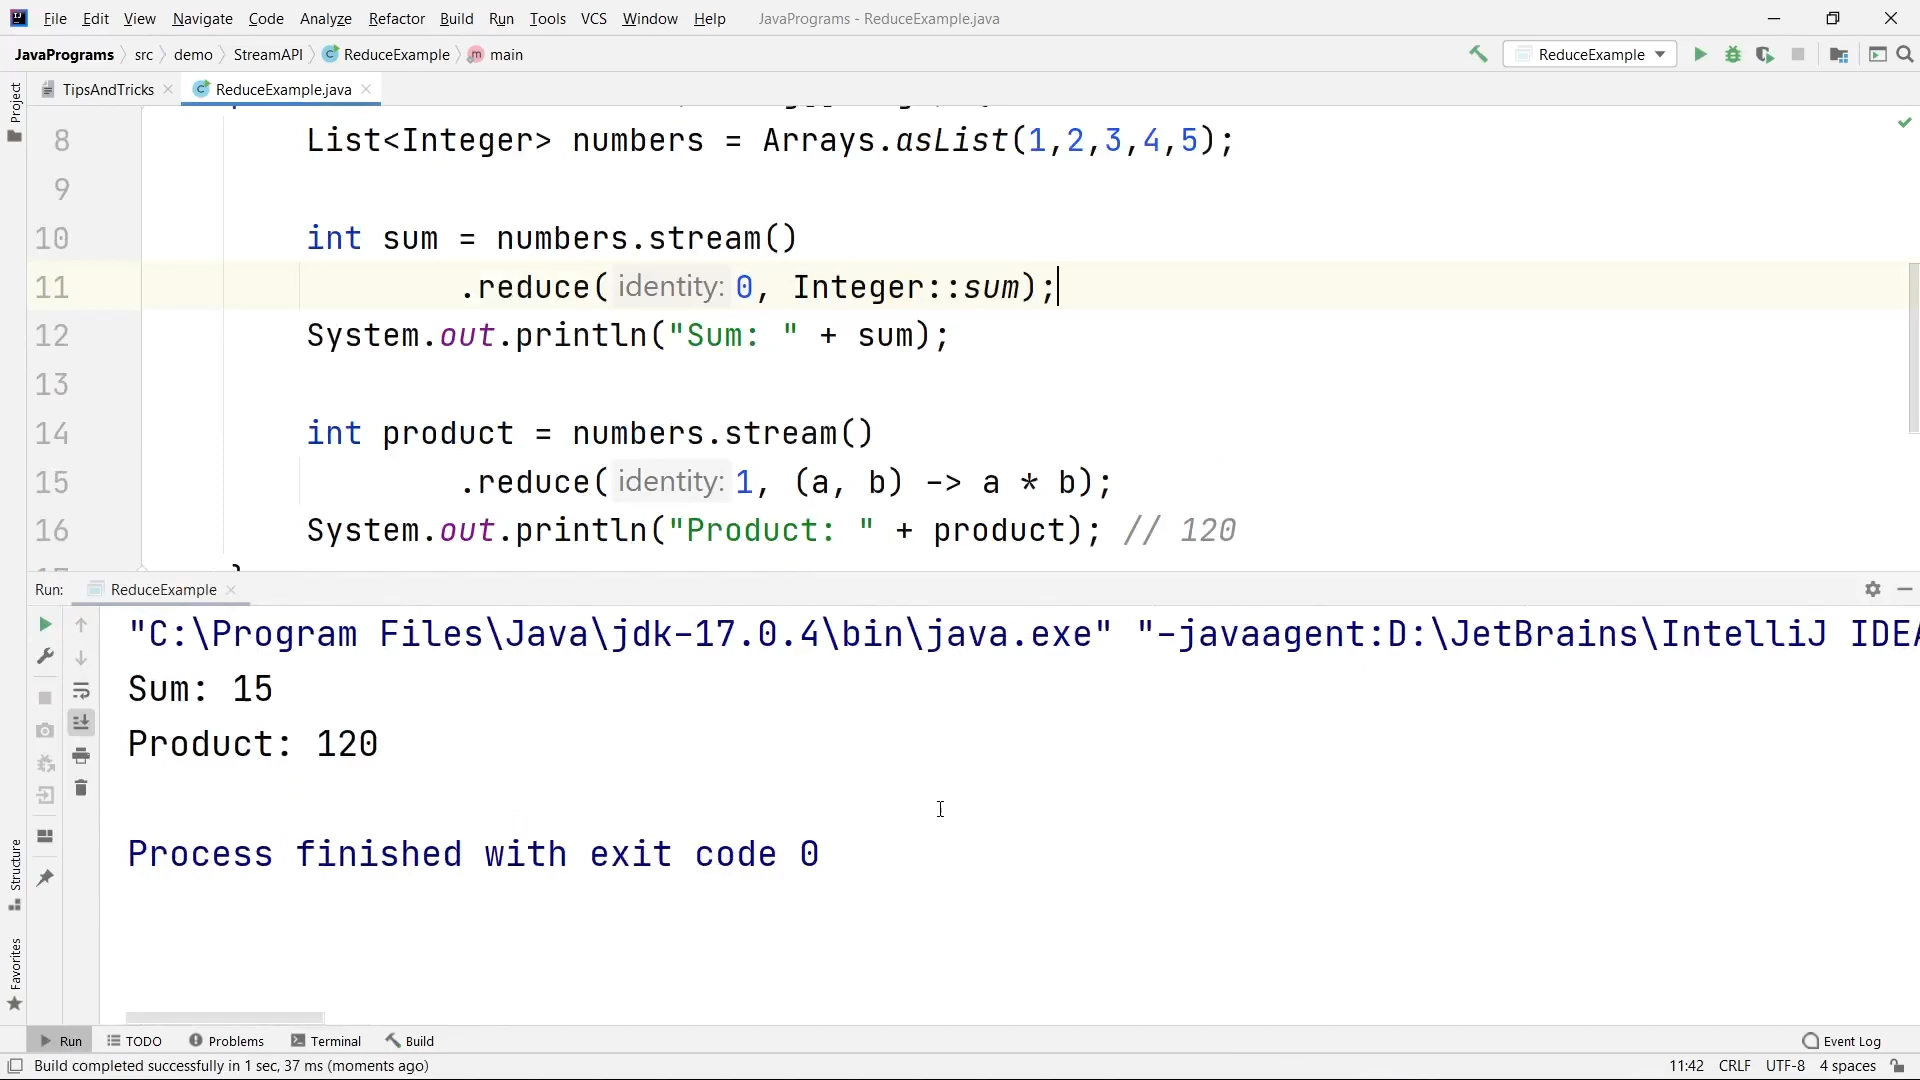 File Edit View Navigate Code Analyze Refactor Build Run Tools VCS Window Help JavaPrograms - ReduceExample.java
JavaPrograms src demo StreamAPI ReduceExample main ReduceExample
TipsAndTricks ReduceExample.java
Project
8 List<Integer> numbers = Arrays.asList(1,2,3,4,5);
9
10 int sum = numbers.stream()
11 .reduce( identity: 0, Integer::sum);
12 System.out.println("Sum: " + sum);
13
14 int product = numbers.stream()
15 .reduce( identity: 1, (a, b) -> a * b);
16 System.out.println("Product: " + product); // 120
}
Run: ReduceExample
"C:\Program Files\Java\jdk-17.0.4\bin\java.exe" "-javaagent:D:\JetBrains\IntelliJ IDEA
Sum: 15
Product: 120
Process finished with exit code 0
Structure
Favorites
Run TODO Problems Terminal Build Event Log
Build completed successfully in 1 sec, 37 ms (moments ago) 11:42 CRLF UTF-8 4 spaces